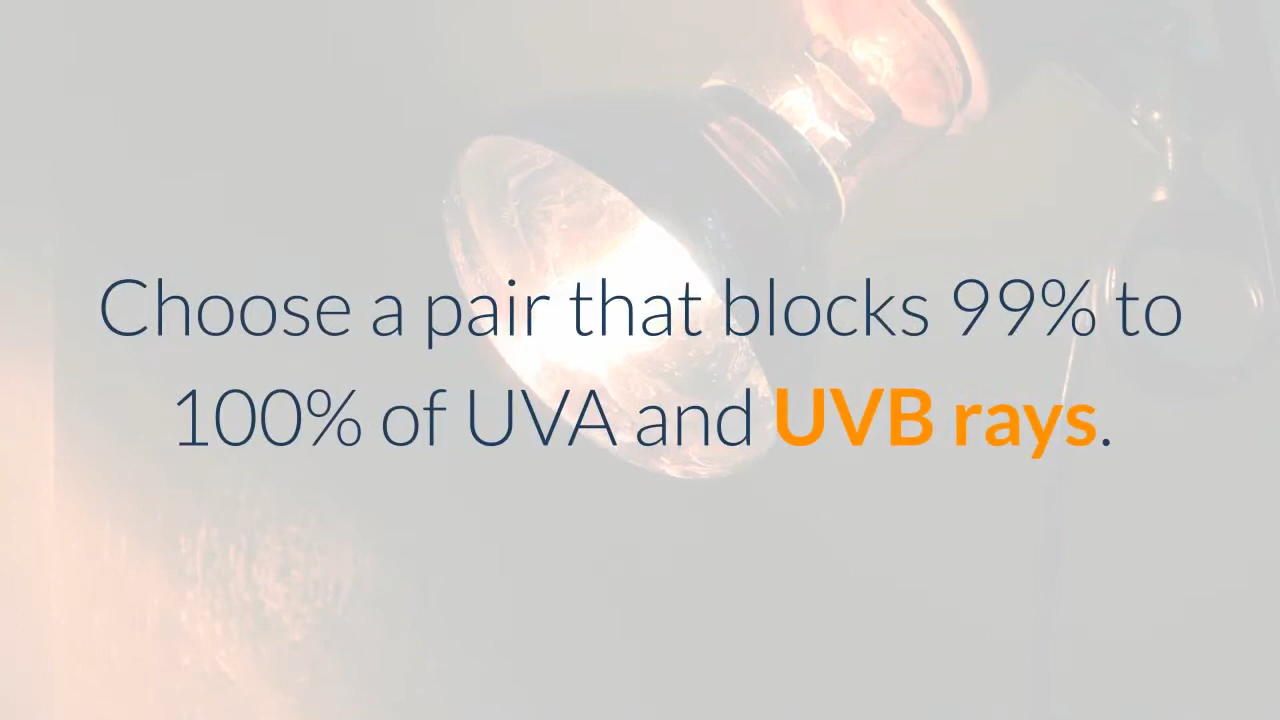 Choose a pair that blocks 99% to
100% of UVA and UVB rays.